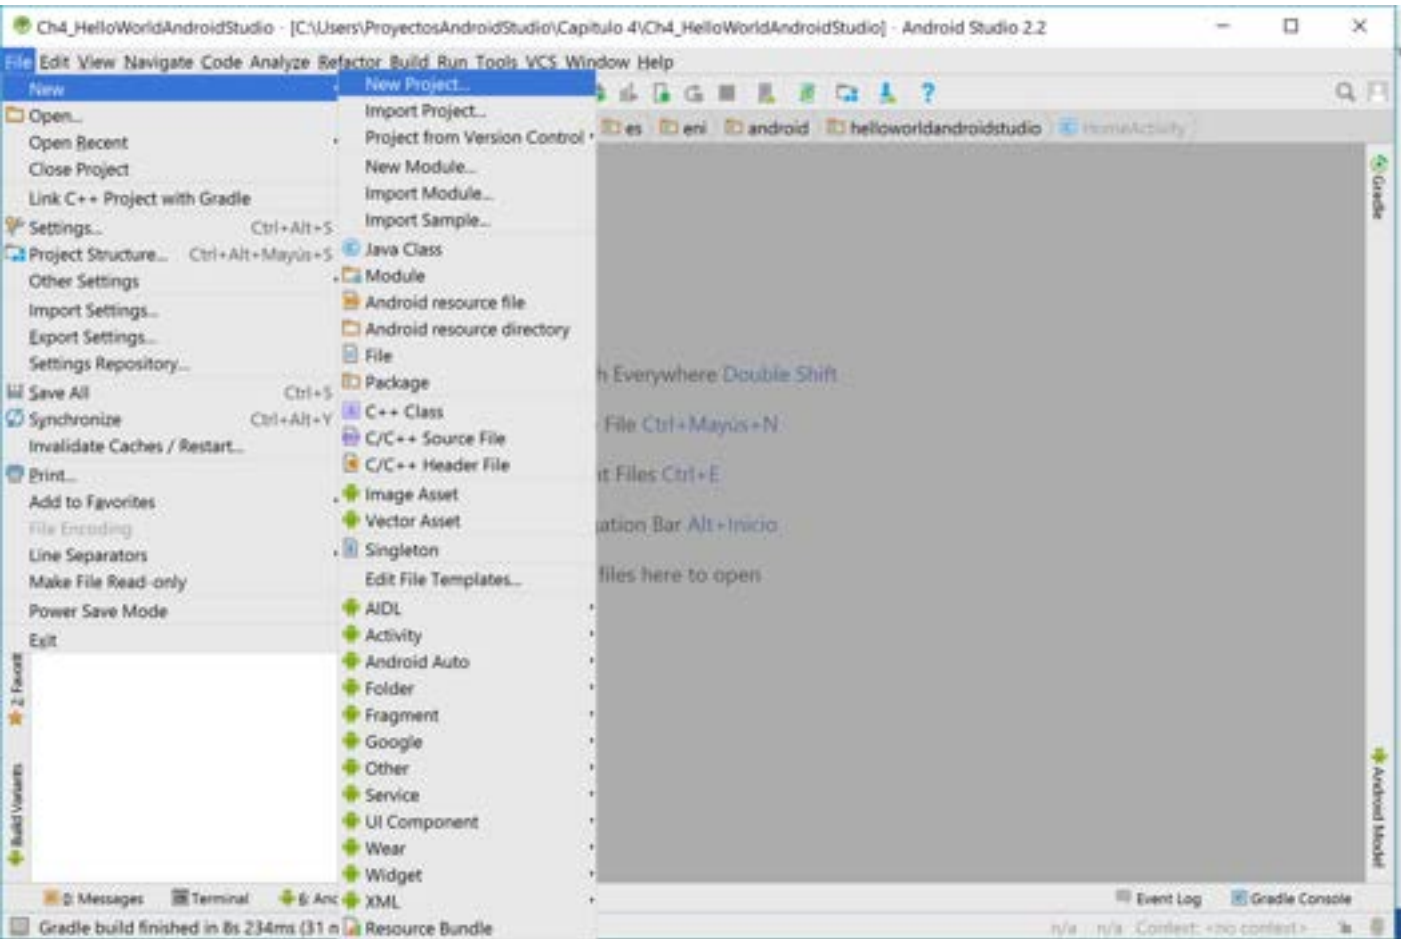 Ch4_HelloWorldAndroidStudio - [C:\Users\ProyectosAndroidStudio\Capitulo 4\Ch4_HelloWorldAndroidStudio] - Android Studio 2.2
File Edit View Navigate Code Analyze Refactor Build Run Tools VCS Window Help
es eni android helloworldandroidstudio HomeActivity
New
Open...
Open Recent
Close Project
Link C++ Project with Gradle
Settings... Ctrl+Alt+S
Project Structure... Ctrl+Alt+Mayús+S
Other Settings
Import Settings...
Export Settings...
Settings Repository...
Save All Ctrl+S
Synchronize Ctrl+Alt+Y
Invalidate Caches / Restart...
Print...
Add to Favorites
File Encoding
Line Separators
Make File Read-only
Power Save Mode
Exit
New Project...
Import Project...
Project from Version Control
New Module...
Import Module...
Import Sample...
Java Class
Module
Android resource file
Android resource directory
File
Package
C++ Class
C/C++ Source File
C/C++ Header File
Image Asset
Vector Asset
Singleton
Edit File Templates...
AIDL
Activity
Android Auto
Folder
Fragment
Google
Other
Service
UI Component
Wear
Widget
XML
Resource Bundle
h Everywhere Double Shift
File Ctrl+Mayús+N
t Files Ctrl+E
ation Bar Alt+Inicio
files here to open
Gradle
Android Model
2: Favorit
Build Variants
0: Messages Terminal 6: And Event Log Gradle Console
Gradle build finished in 8s 234ms (31 n/a n/a Context: <no context>